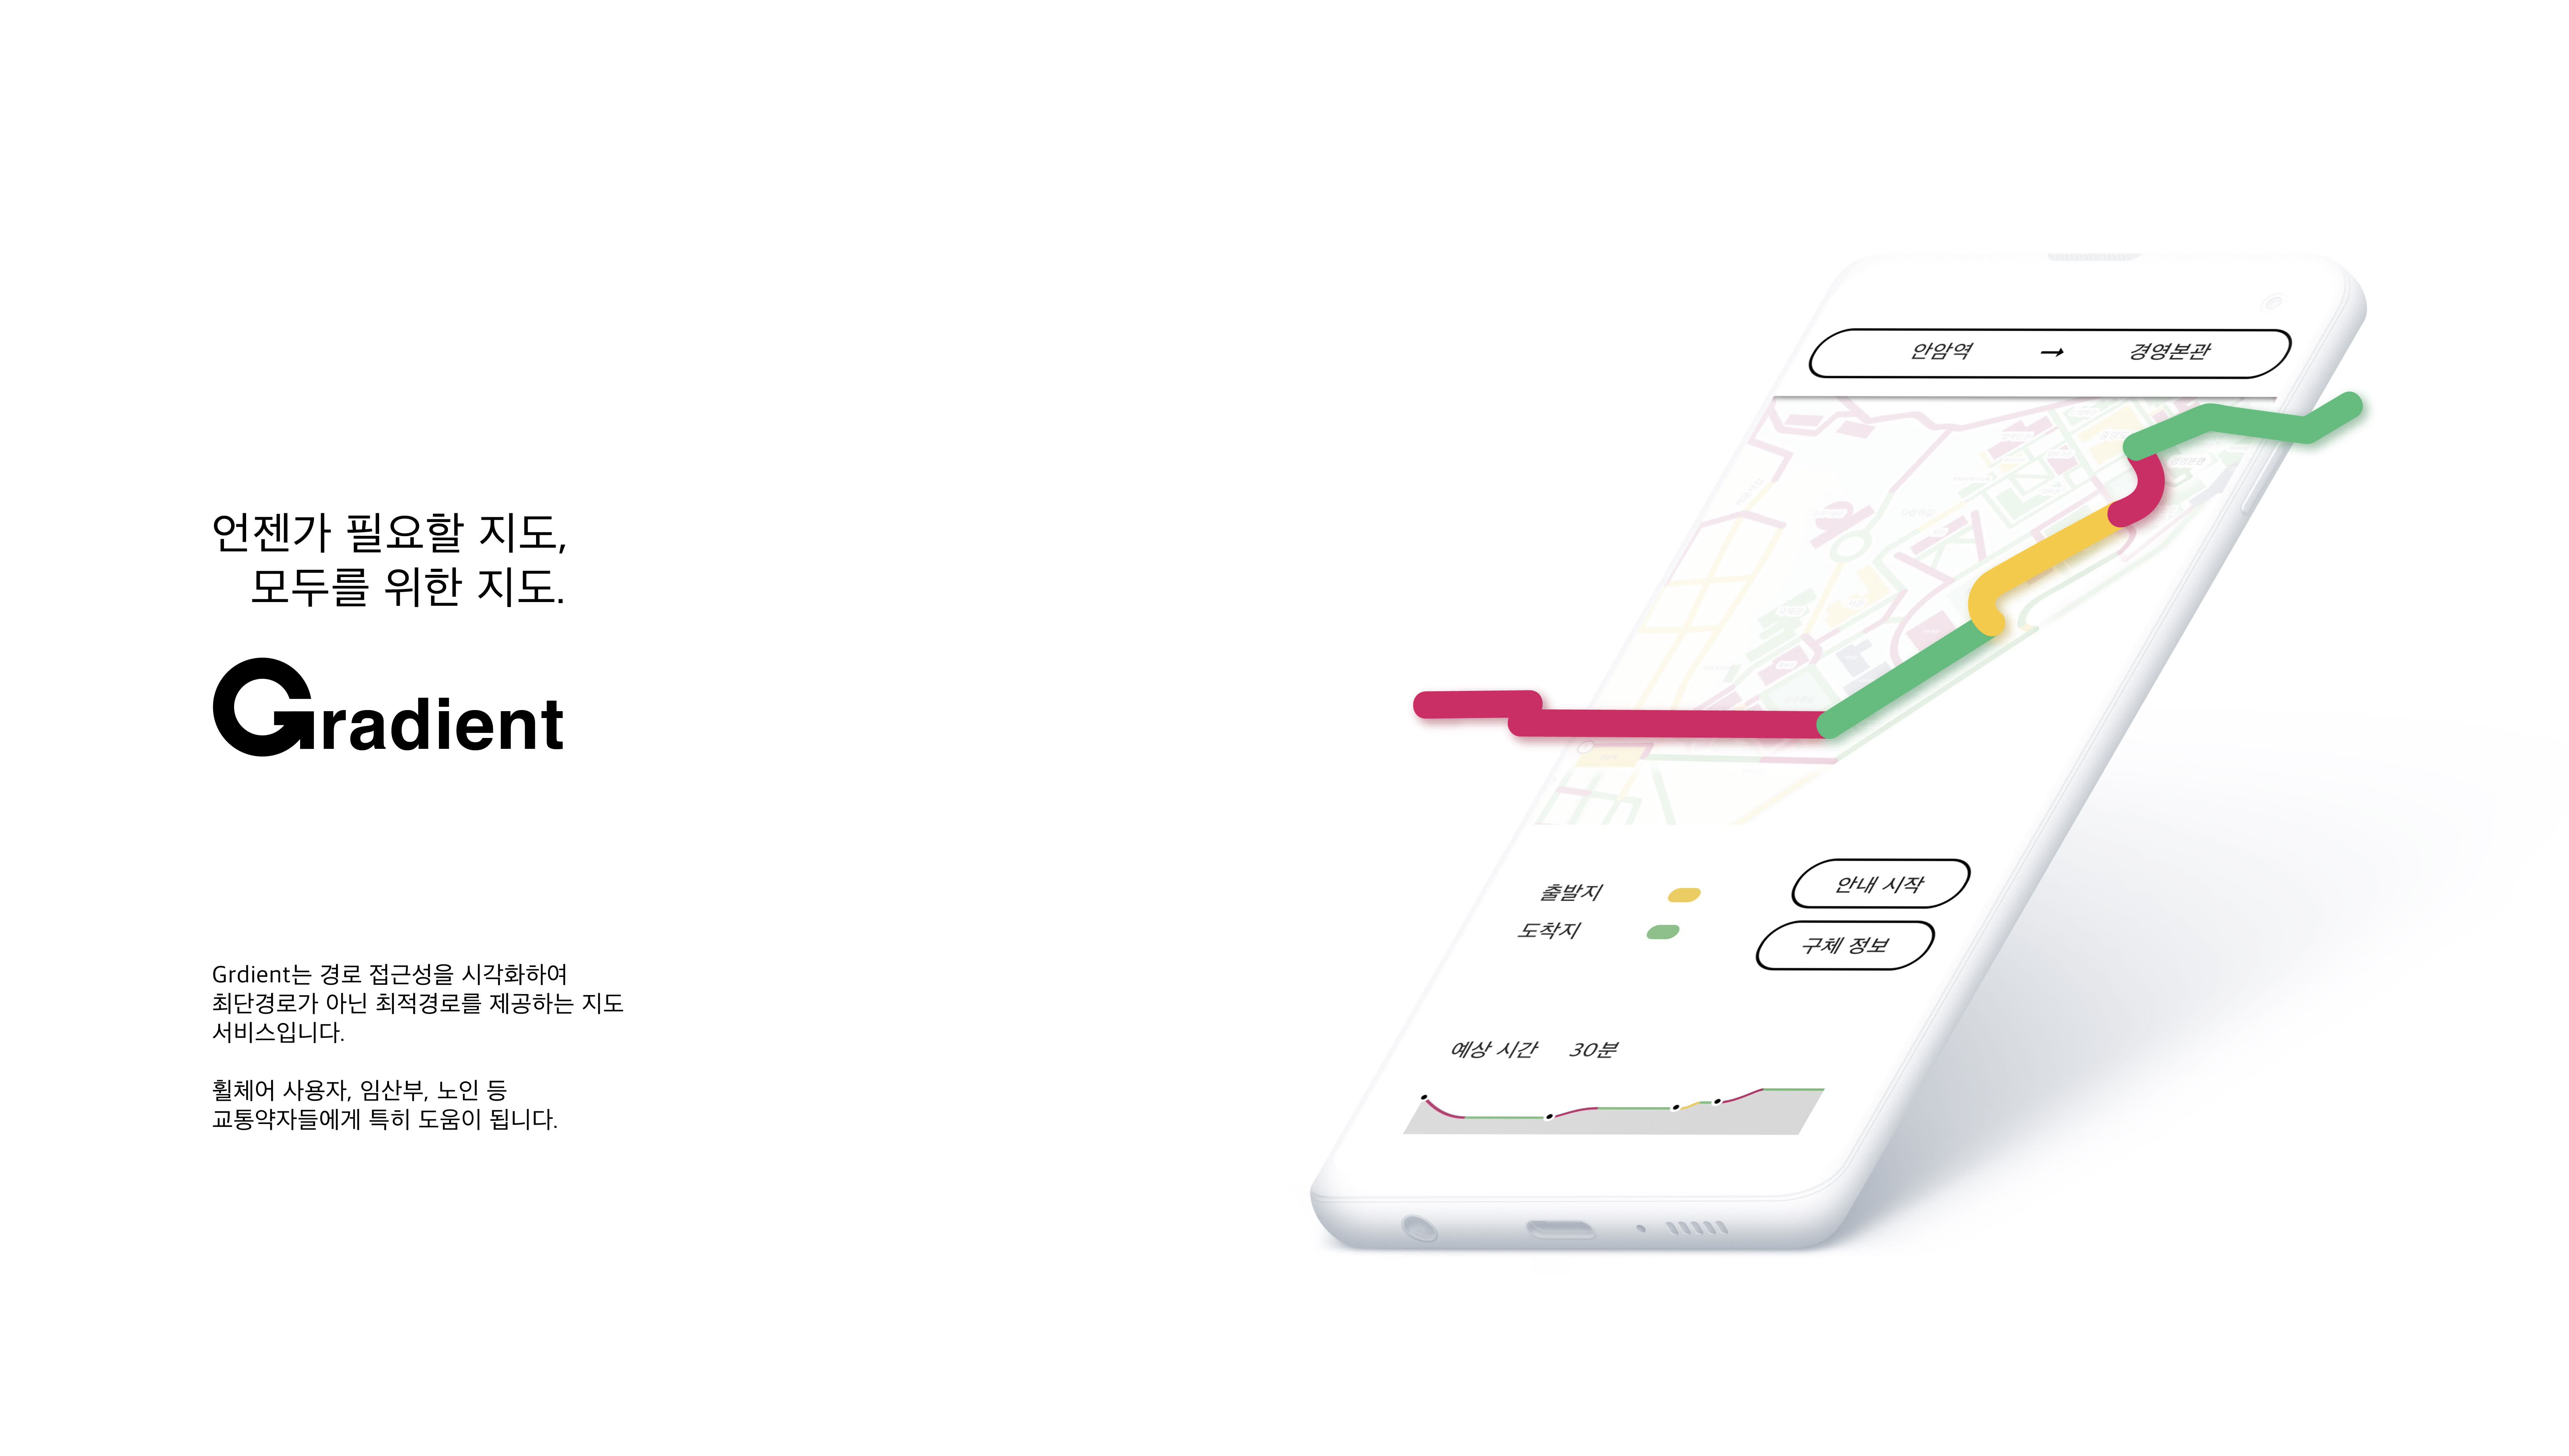 언젠가 필요할 지도,
모두를 위한 지도.
Gradient
Grdient는 경로 접근성을 시각화하여
최단경로가 아닌 최적경로를 제공하는 지도
서비스입니다.
휠체어 사용자, 임산부, 노인 등
교통약자들에게 특히 도움이 됩니다.
안암역 → 경영본관
출발지
도착지
안내 시작
구체 정보
예상 시간 30분